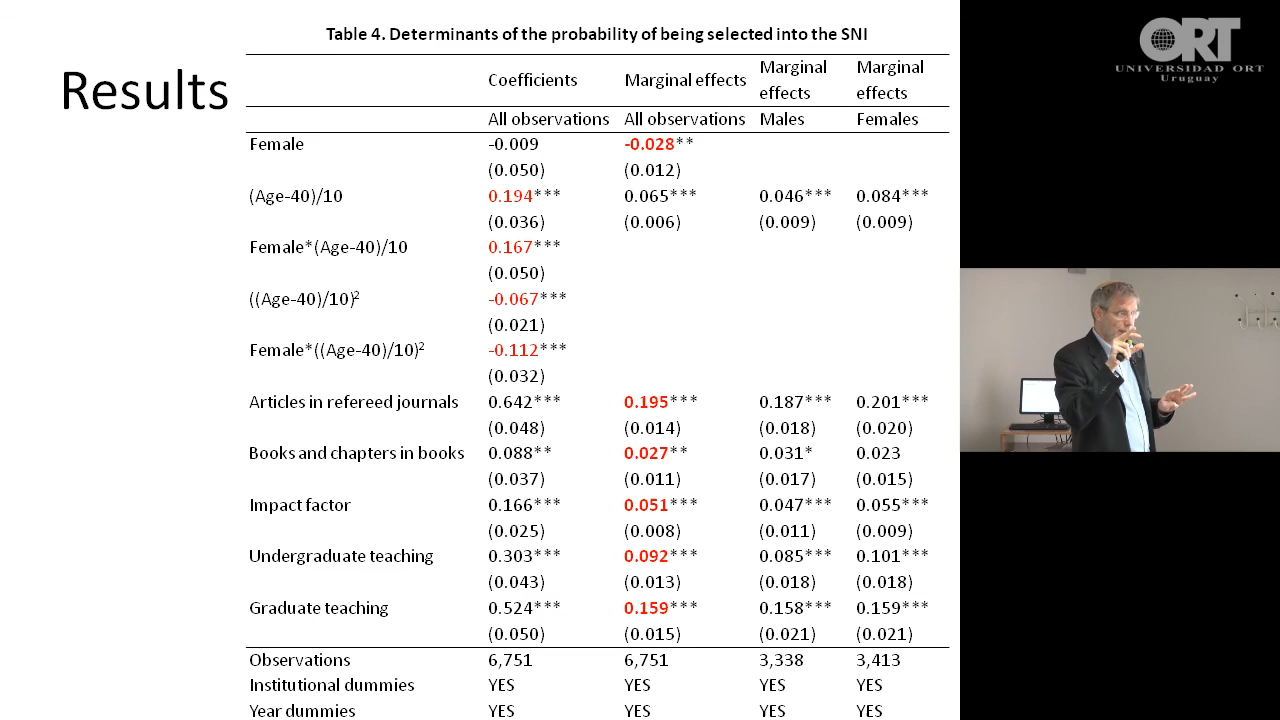 Table 4. Determinants of the probability of being selected into the SNI
Results
Coefficients Marginal effects Marginal effects Marginal effects
All observations All observations Males Females
Female -0.009 -0.028**
(0.050) (0.012)
(Age-40)/10 0.194*** 0.065*** 0.046*** 0.084***
(0.036) (0.006) (0.009) (0.009)
Female*(Age-40)/10 0.167***
(0.050)
((Age-40)/10)² -0.067***
(0.021)
Female*((Age-40)/10)² -0.112***
(0.032)
Articles in refereed journals 0.642*** 0.195*** 0.187*** 0.201***
(0.048) (0.014) (0.018) (0.020)
Books and chapters in books 0.088** 0.027** 0.031* 0.023
(0.037) (0.011) (0.017) (0.015)
Impact factor 0.166*** 0.051*** 0.047*** 0.055***
(0.025) (0.008) (0.011) (0.009)
Undergraduate teaching 0.303*** 0.092*** 0.085*** 0.101***
(0.043) (0.013) (0.018) (0.018)
Graduate teaching 0.524*** 0.159*** 0.158*** 0.159***
(0.050) (0.015) (0.021) (0.021)
Observations 6,751 6,751 3,338 3,413
Institutional dummies YES YES YES YES
Year dummies YES YES YES YES
ORT
UNIVERSIDAD ORT
Uruguay